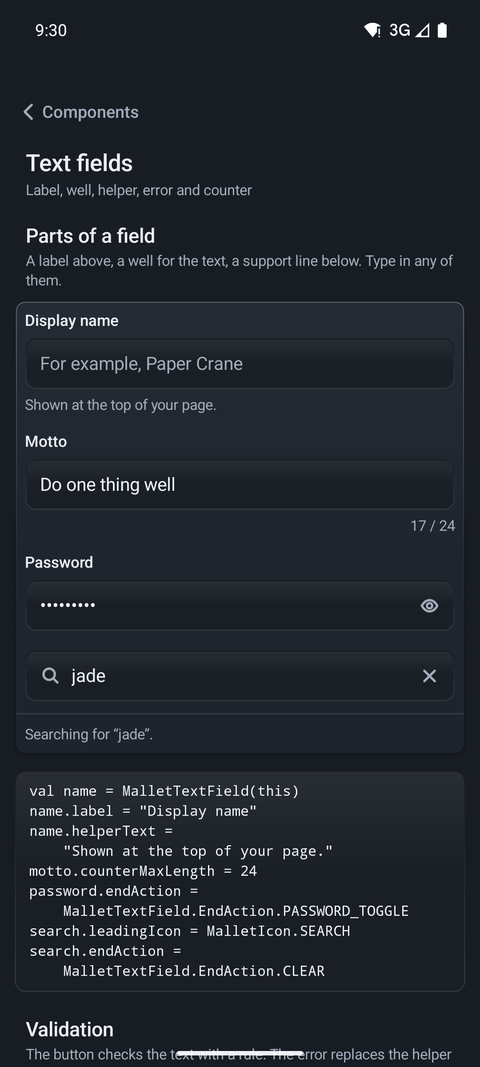 9:30
3G
Components
Text fields
Label, well, helper, error and counter
Parts of a field
A label above, a well for the text, a support line below. Type in any of
them.
Display name
For example, Paper Crane
Shown at the top of your page.
Motto
Do one thing well
17 / 24
Password
•••••••••
jade
Searching for “jade”.
val name = MalletTextField(this)
name.label = "Display name"
name.helperText =
    "Shown at the top of your page."
motto.counterMaxLength = 24
password.endAction =
    MalletTextField.EndAction.PASSWORD_TOGGLE
search.leadingIcon = MalletIcon.SEARCH
search.endAction =
    MalletTextField.EndAction.CLEAR
Validation
The button checks the text with a rule. The error replaces the helper